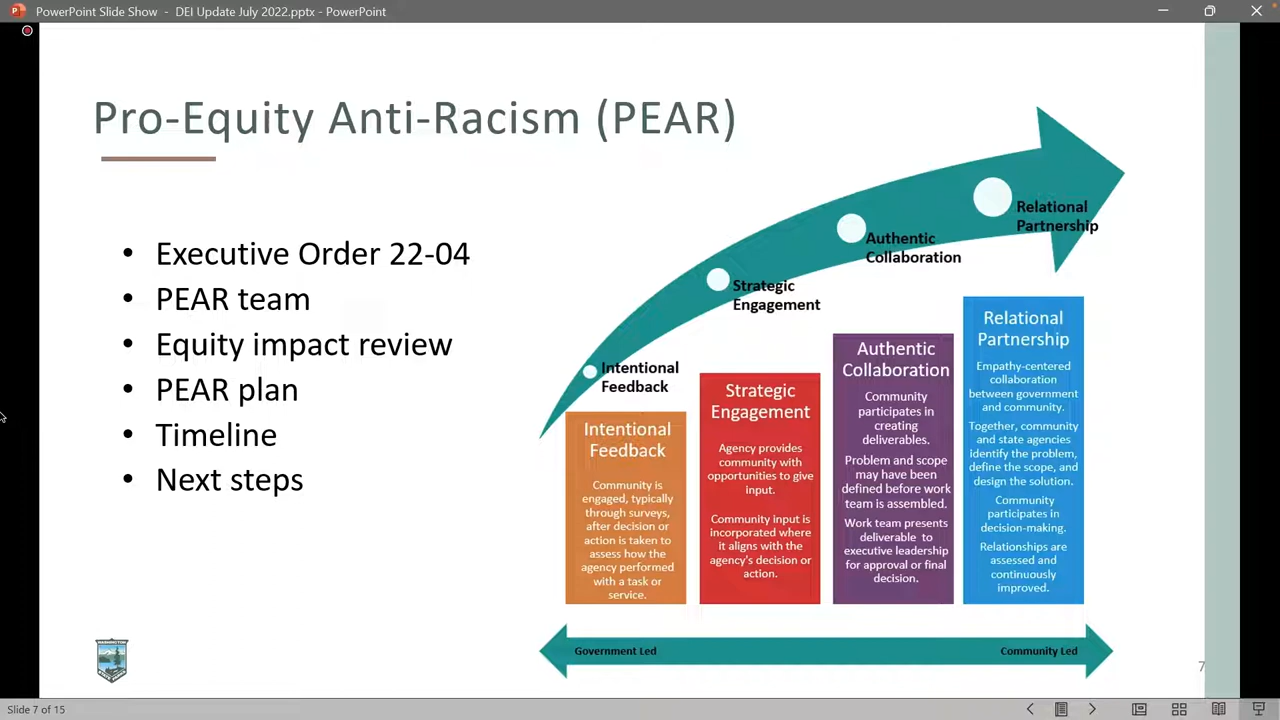 PowerPoint Slide Show - DEI Update July 2022.pptx - PowerPoint
Pro-Equity Anti-Racism (PEAR)
• Executive Order 22-04
• PEAR team
• Equity impact review
• PEAR plan
• Timeline
• Next steps
Intentional
Feedback
Strategic
Engagement
Authentic
Collaboration
Relational
Partnership
Intentional
Feedback
Community is
engaged, typically
through surveys,
after decision or
action is taken to
assess how the
agency performed
with a task or
service.
Strategic
Engagement
Agency provides
community with
opportunities to give
input.
Community input is
incorporated where
it aligns with the
agency's decision or
action.
Authentic
Collaboration
Community
participates in
creating
deliverables.
Problem and scope
may have been
defined before work
team is assembled.
Work team presents
deliverable to
executive leadership
for approval or final
decision.
Relational
Partnership
Empathy-centered
collaboration
between government
and community.
Together, community
and state agencies
identify the problem,
define the scope, and
design the solution.
Community
participates in
decision-making.
Relationships are
assessed and
continuously
improved.
Government Led
Community Led
7
Slide 7 of 15